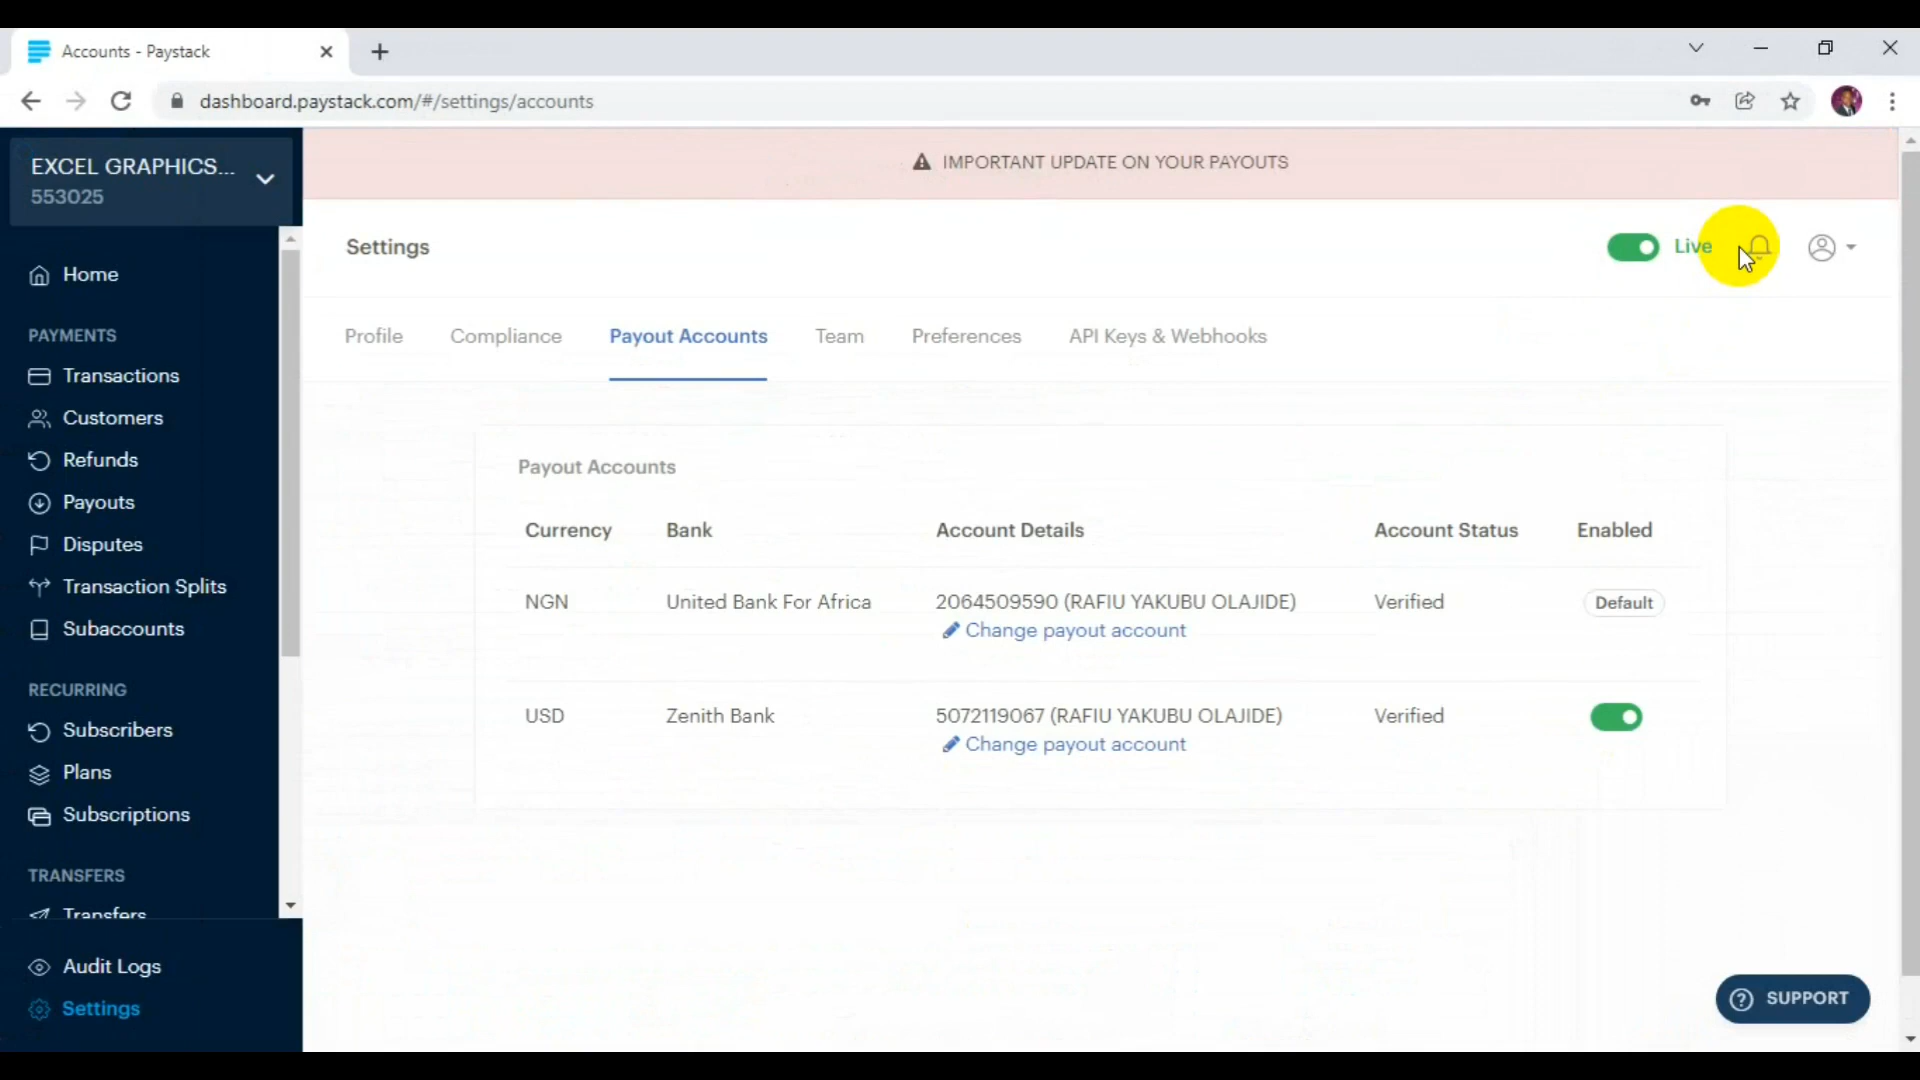 Accounts - Paystack
dashboard.paystack.com/#/settings/accounts
EXCEL GRAPHICS...
553025
IMPORTANT UPDATE ON YOUR PAYOUTS
Settings
Live
Home
PAYMENTS
Transactions
Customers
Refunds
Payouts
Disputes
Transaction Splits
Subaccounts
RECURRING
Subscribers
Plans
Subscriptions
TRANSFERS
Transfers
Audit Logs
Settings
Profile Compliance Payout Accounts Team Preferences API Keys & Webhooks
Payout Accounts
Currency Bank Account Details Account Status Enabled
NGN United Bank For Africa 2064509590 (RAFIU YAKUBU OLAJIDE) Verified Default
Change payout account
USD Zenith Bank 5072119067 (RAFIU YAKUBU OLAJIDE) Verified
Change payout account
SUPPORT